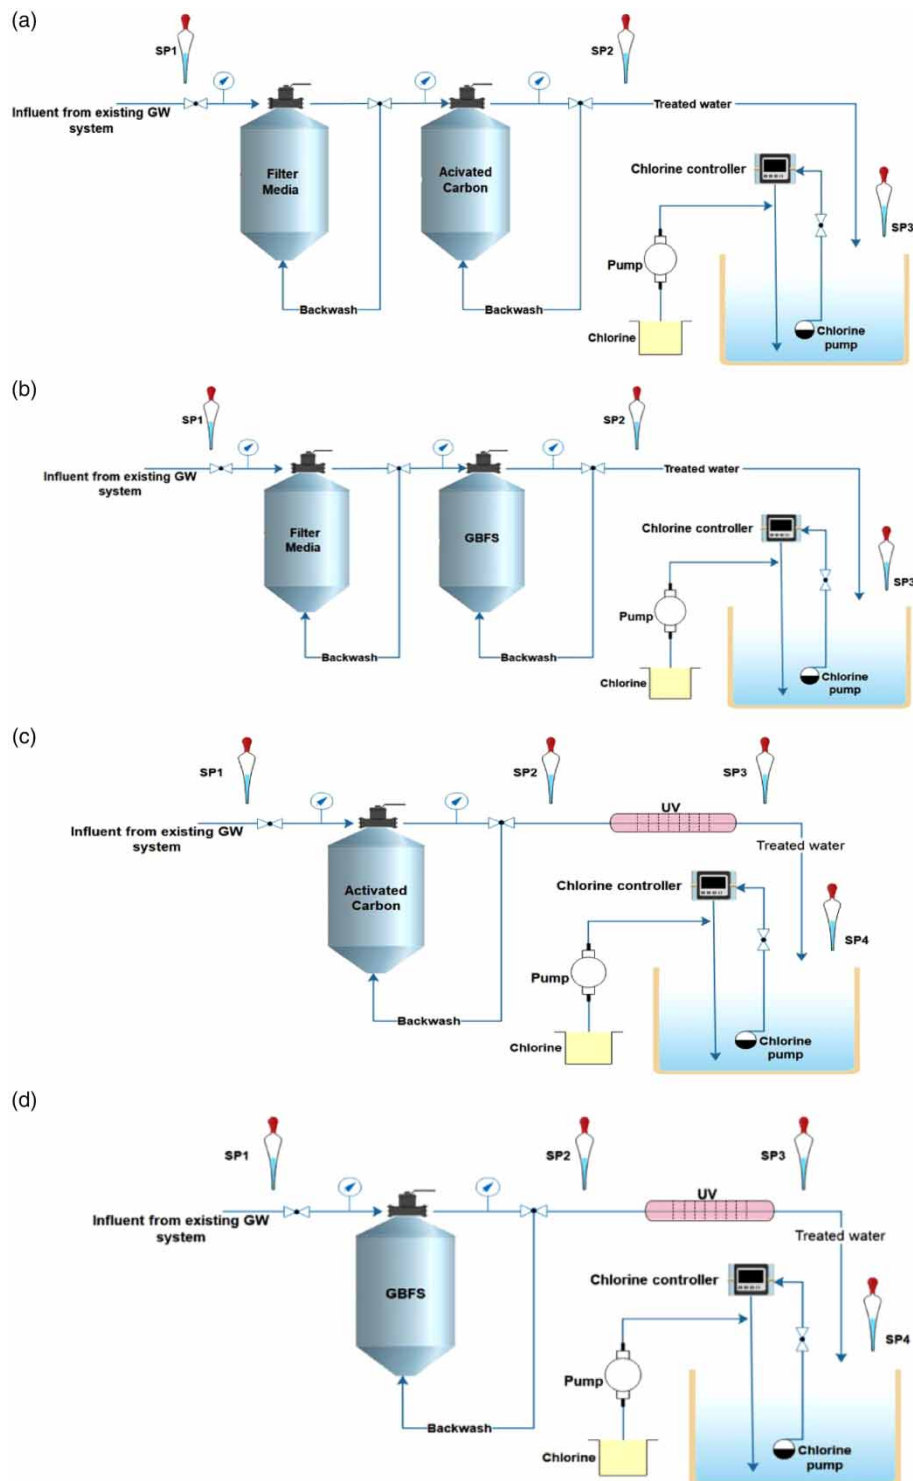 (a)
SP1
SP2
Influent from existing GW
system
Treated water
Filter
Media
Acivated
Carbon
Chlorine controller
SP3
Pump
Backwash
Backwash
Chlorine
Chlorine
pump
(b)
SP1
SP2
Influent from existing GW
system
Treated water
Filter
Media
GBFS
Chlorine controller
SP3
Pump
Backwash
Backwash
Chlorine
Chlorine
pump
(c)
SP1
SP2
SP3
UV
Influent from existing GW
system
Treated water
Activated
Carbon
Chlorine controller
SP4
Pump
Backwash
Chlorine
Chlorine
pump
(d)
SP1
SP2
SP3
UV
Influent from existing GW
system
Treated water
GBFS
Chlorine controller
SP4
Pump
Backwash
Chlorine
Chlorine
pump